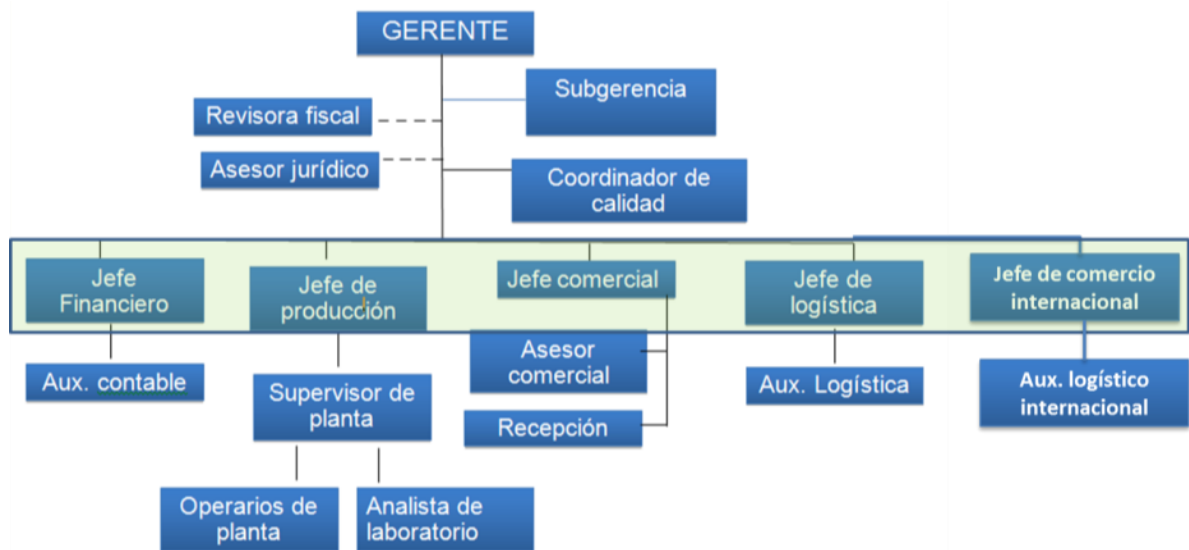 GERENTE
Subgerencia
Revisora fiscal
Asesor jurídico
Coordinador de
calidad
Jefe
Financiero
Jefe de
producción
Jefe comercial
Jefe de
logística
Jefe de comercio
internacional
Aux. contable
Supervisor de
planta
Asesor
comercial
Recepción
Aux. Logística
Aux. logístico
internacional
Operarios de
planta
Analista de
laboratorio